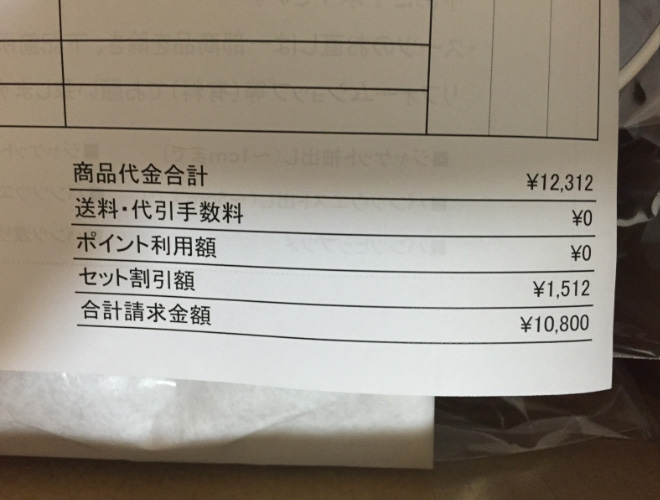 商品代金合計 ¥12,312
送料・代引手数料 ¥0
ポイント利用額 ¥0
セット割引額 ¥1,512
合計請求金額 ¥10,800